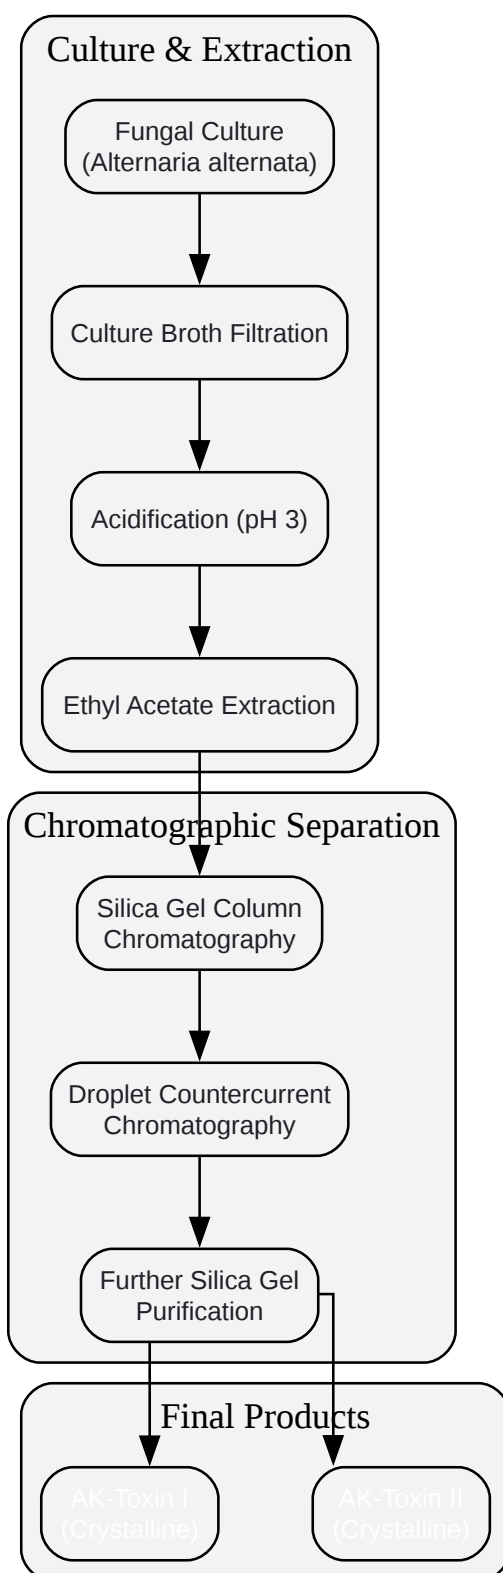 Culture & Extraction
Fungal Culture
(Alternaria alternata)
Culture Broth Filtration
Acidification (pH 3)
Ethyl Acetate Extraction
Chromatographic Separation
Silica Gel Column
Chromatography
Droplet Countercurrent
Chromatography
Further Silica Gel
Purification
Final Products
AK-Toxin I
(Crystalline)
AK-Toxin II
(Crystalline)